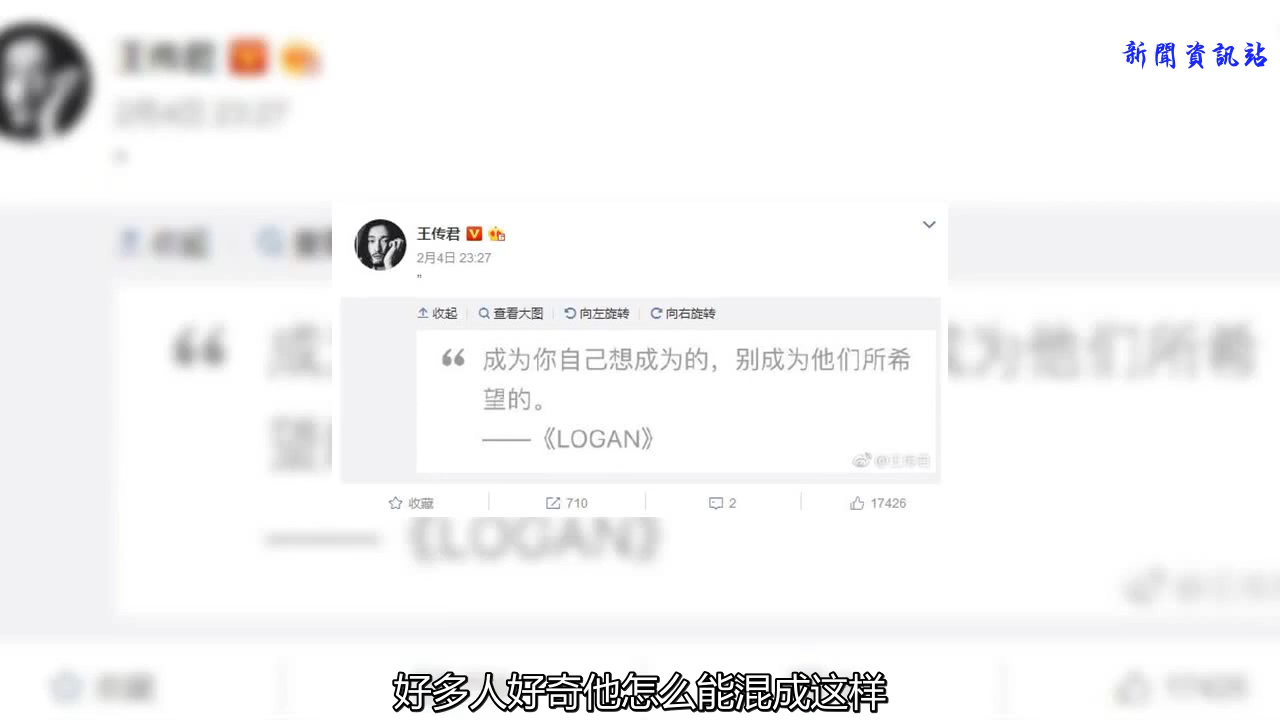 新聞資訊站
王传君
2月4日 23:27
"
收起
查看大图
向左旋转
向右旋转
“ 成为你自己想成为的，别成为他们所希
望的。
——《LOGAN》
@王传君
收藏
710
2
17426
好多人好奇他怎么能混成这样